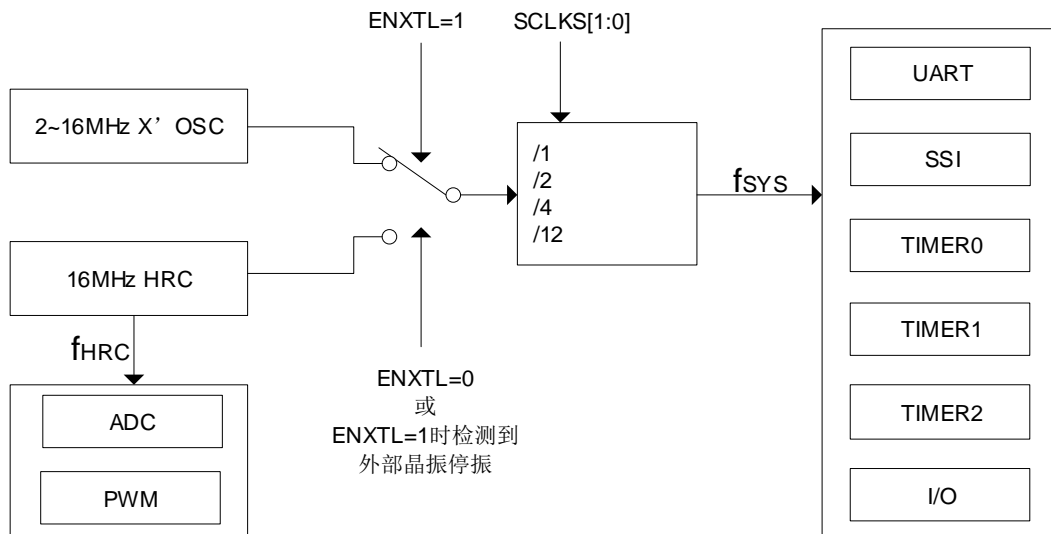 ENXTL=1
SCLKS[1:0]
2~16MHz X’ OSC
16MHz HRC
fHRC
ADC
PWM
ENXTL=0
或
ENXTL=1时检测到
外部晶振停振
/1
/2
/4
/12
fSYS
UART
SSI
TIMER0
TIMER1
TIMER2
I/O